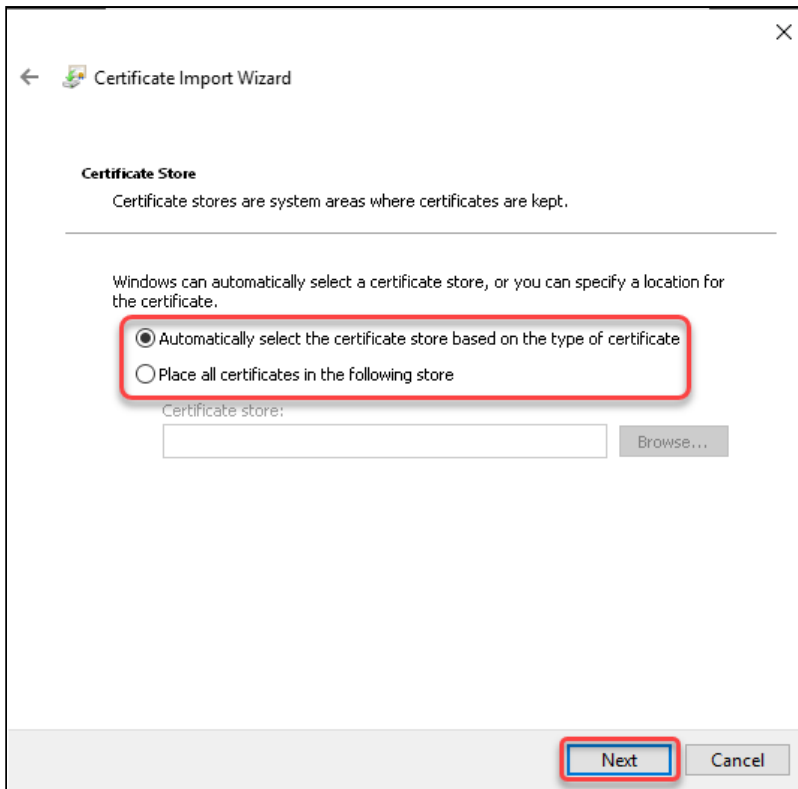 Certificate Import Wizard
Certificate Store
Certificate stores are system areas where certificates are kept.
Windows can automatically select a certificate store, or you can specify a location for
the certificate.
Automatically select the certificate store based on the type of certificate
Place all certificates in the following store
Certificate store:
Browse...
Next
Cancel